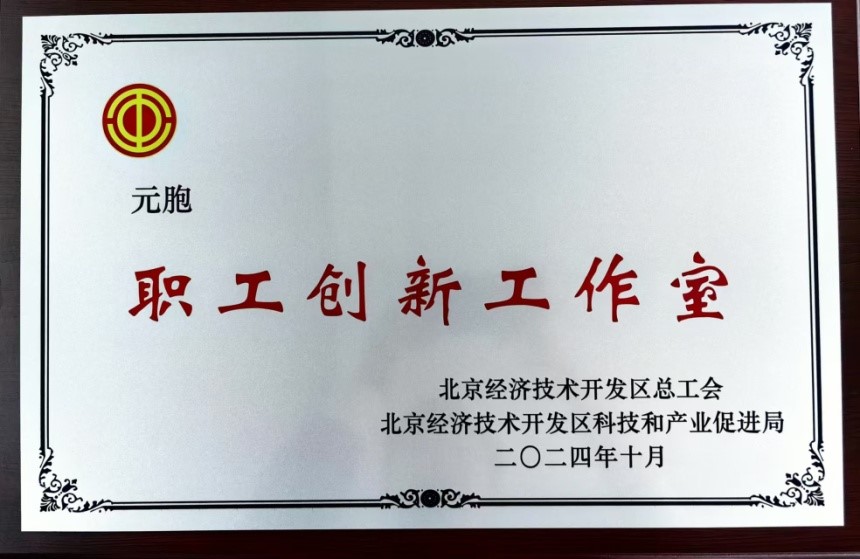 元胞
职工创新工作室
北京经济技术开发区总工会
北京经济技术开发区科技和产业促进局
二〇二四年十月